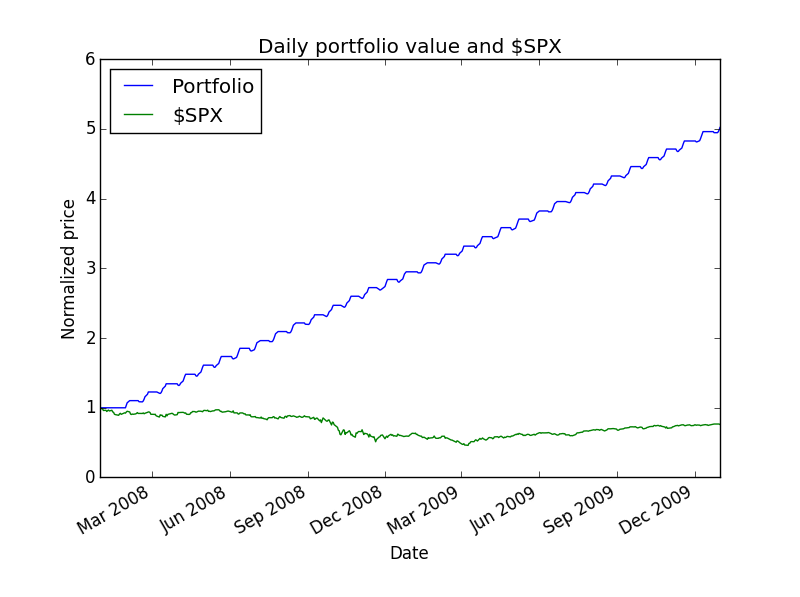 Daily portfolio value and $SPX
Portfolio
$SPX
6
5
4
3
2
1
0
Normalized price
Mar 2008
Jun 2008
Sep 2008
Dec 2008
Mar 2009
Jun 2009
Sep 2009
Dec 2009
Date